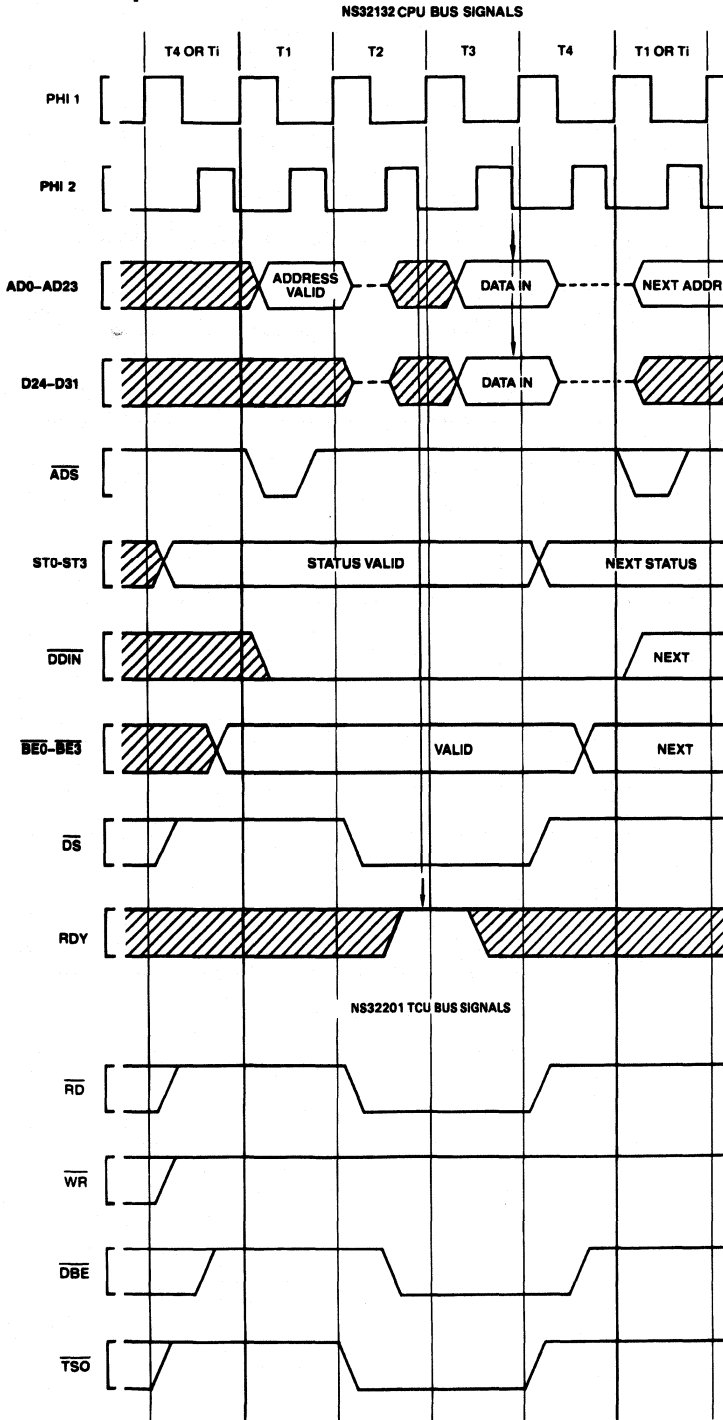 NS32132 CPU BUS SIGNALS
T4 OR Ti T1 T2 T3 T4 T1 OR Ti
PHI 1
PHI 2
AD0–AD23 ADDRESS VALID DATA IN NEXT ADDR
D24–D31 DATA IN
ADS
ST0-ST3 STATUS VALID NEXT STATUS
DDIN NEXT
BE0–BE3 VALID NEXT
DS
RDY
NS32201 TCU BUS SIGNALS
RD
WR
DBE
TSO